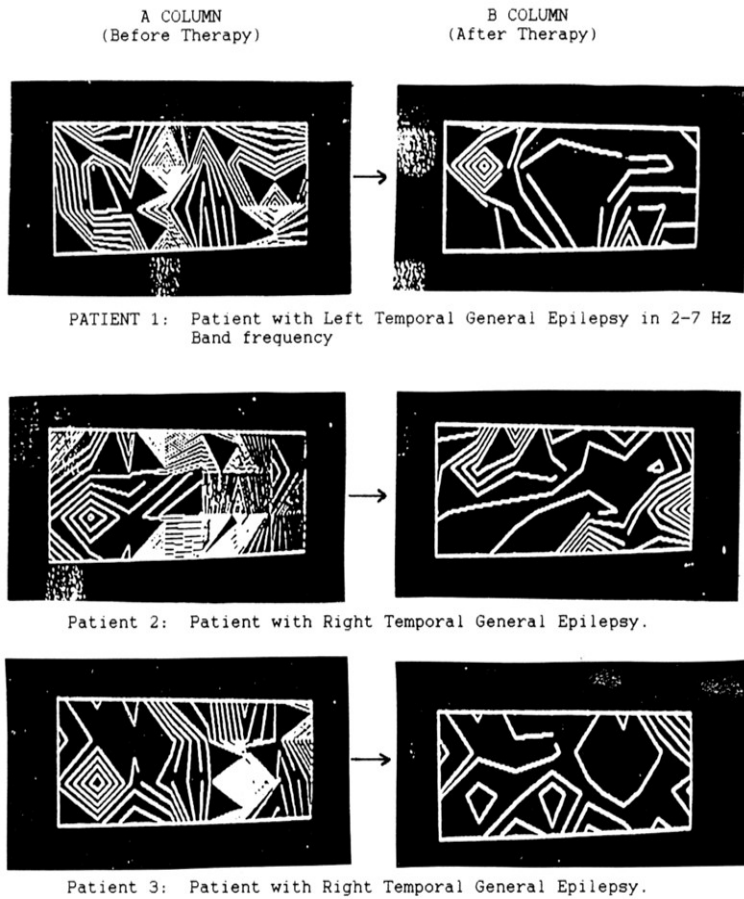 A COLUMN
(Before Therapy)
B COLUMN
(After Therapy)
PATIENT 1: Patient with Left Temporal General Epilepsy in 2-7 Hz
Band frequency
Patient 2: Patient with Right Temporal General Epilepsy.
Patient 3: Patient with Right Temporal General Epilepsy.